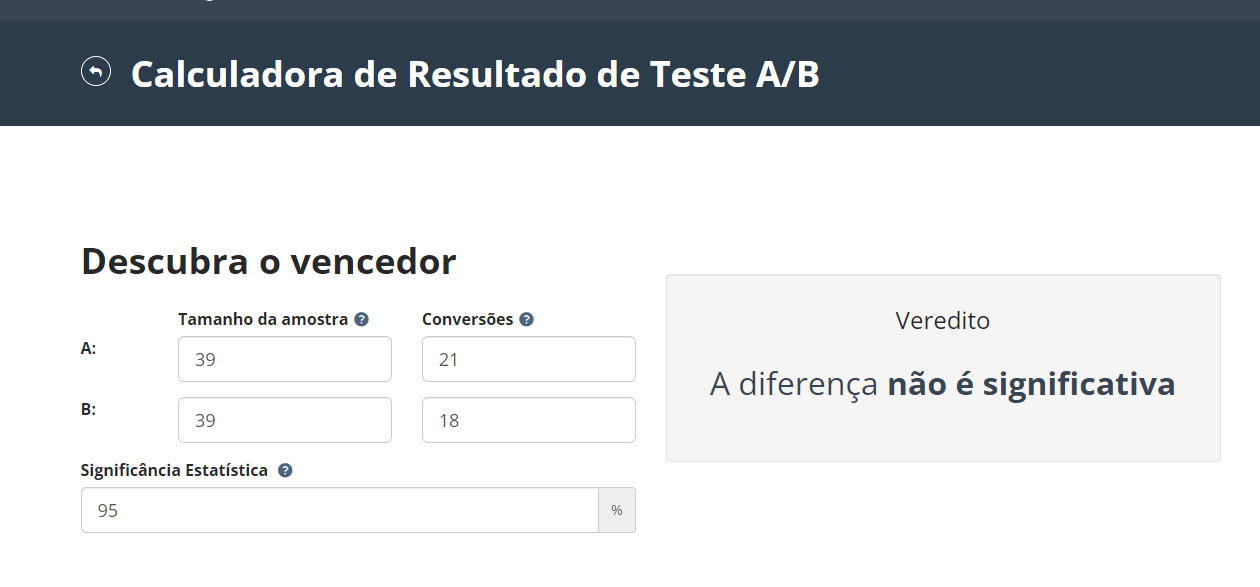 Calculadora de Resultado de Teste A/B
Descubra o vencedor
Tamanho da amostra
Conversões
A:
39
21
B:
39
18
Significância Estatística
95
%
Veredito
A diferença não é significativa